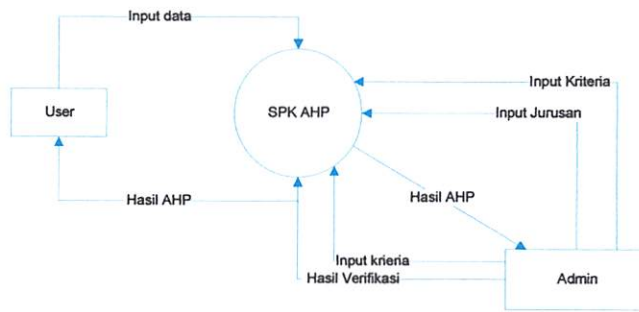 Input data
Input Kriteria
User
SPK AHP
Input Jurusan
Hasil AHP
Hasil AHP
Input krieria
Hasil Verifikasi
Admin